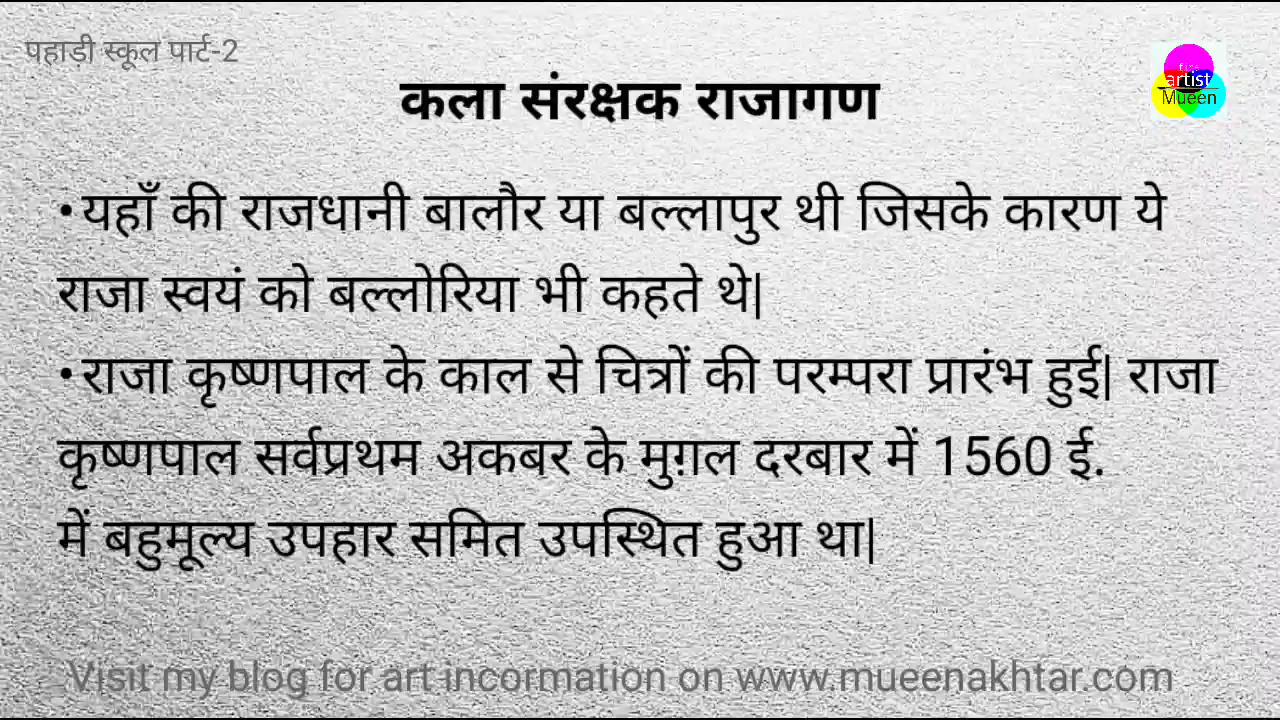 पहाड़ी स्कूल पार्ट-2
कला संरक्षक राजागण
artist
Mueen
•यहाँ की राजधानी बालौर या बल्लापुर थी जिसके कारण ये
राजा स्वयं को बल्लोरिया भी कहते थे|
•राजा कृष्णपाल के काल से चित्रों की परम्परा प्रारंभ हुई| राजा
कृष्णपाल सर्वप्रथम अकबर के मुग़ल दरबार में 1560 ई.
में बहुमूल्य उपहार समित उपस्थित हुआ था|
Visit my blog for art incormation on www.mueenakhtar.com